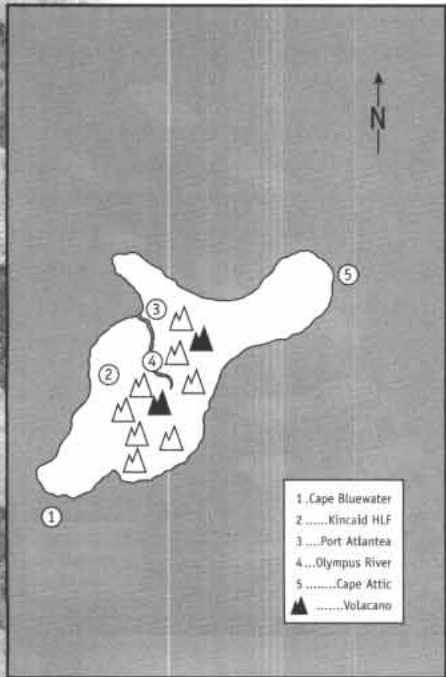 N
5
3
4
2
1
1 .Cape Bluewater
2 ......Kincaid HLF
3 ....Port Atlantea
4 ...Olympus River
5 ........Cape Attic
.......Volacano